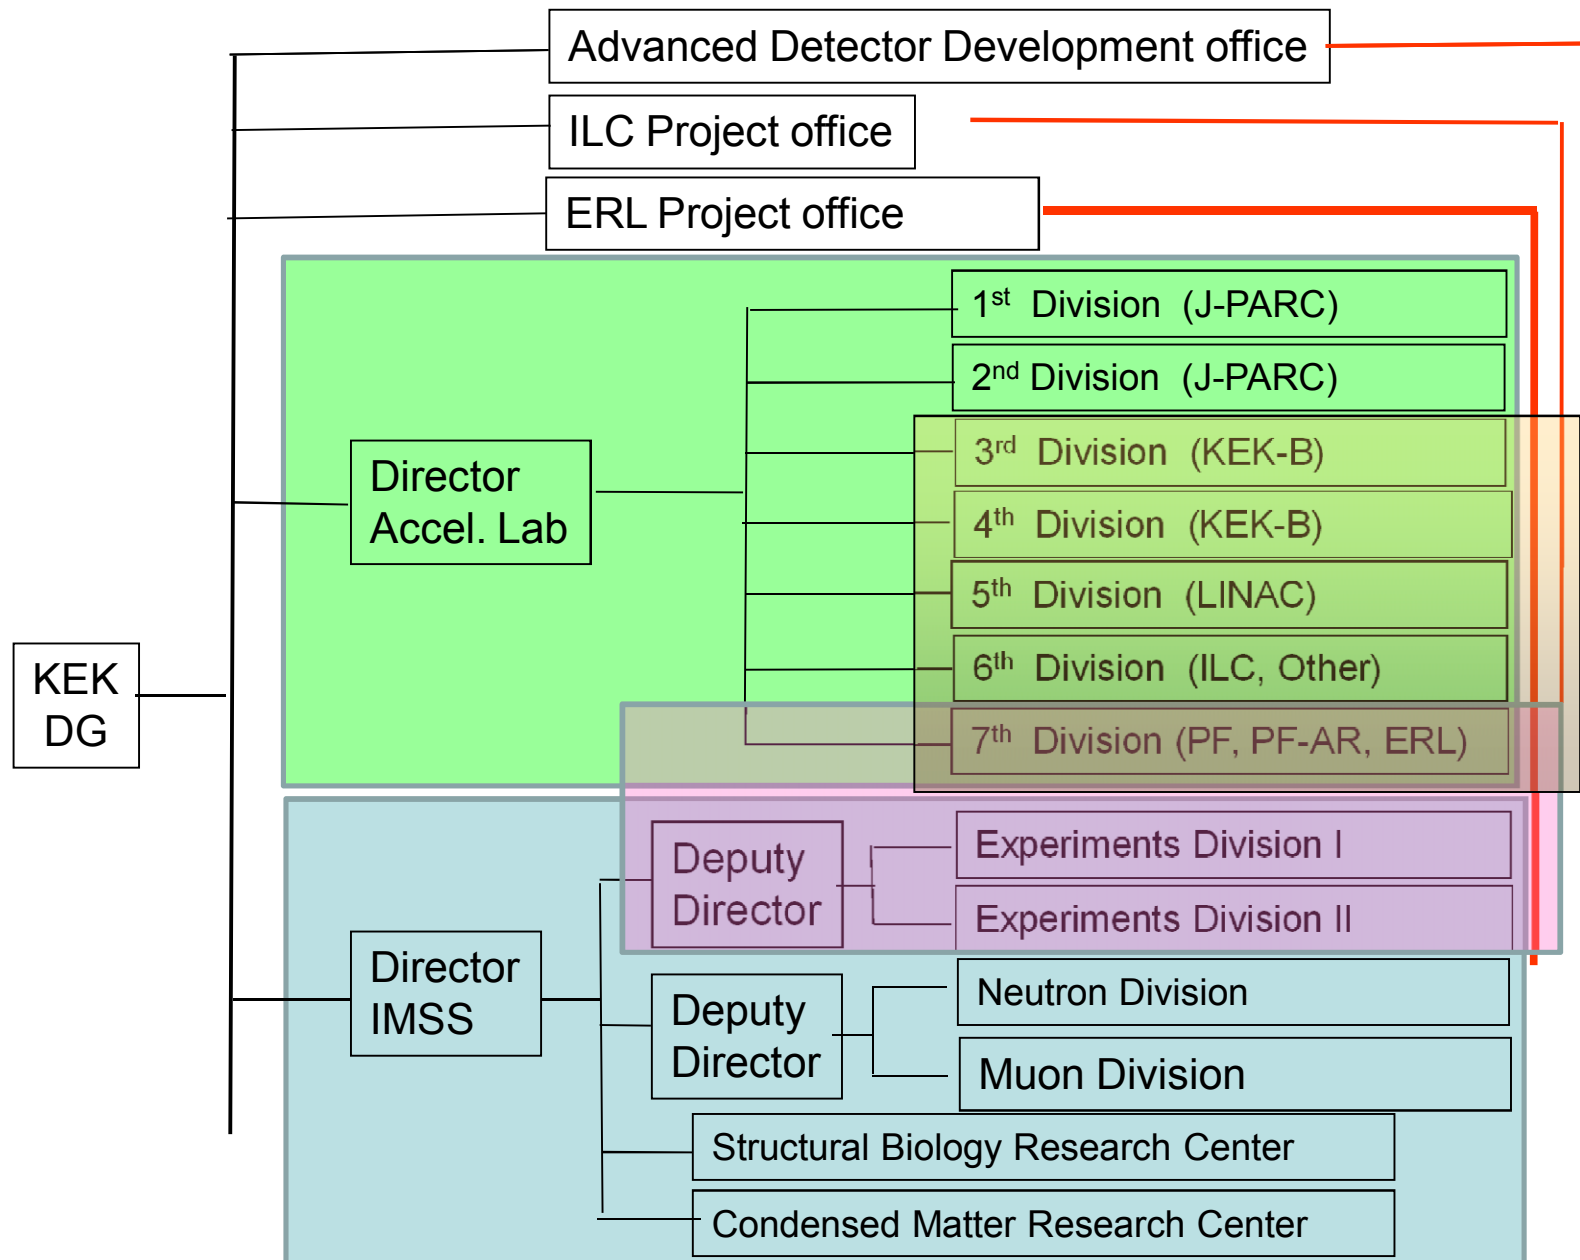 Advanced Detector Development office
ILC Project office
ERL Project office
1st Division (J-PARC)
2nd Division (J-PARC)
3rd Division (KEK-B)
4th Division (KEK-B)
5th Division (LINAC)
6th Division (ILC, Other)
7th Division (PF, PF-AR, ERL)
Director
Accel. Lab
KEK
DG
Deputy
Director
Experiments Division I
Experiments Division II
Director
IMSS
Deputy
Director
Neutron Division
Muon Division
Structural Biology Research Center
Condensed Matter Research Center